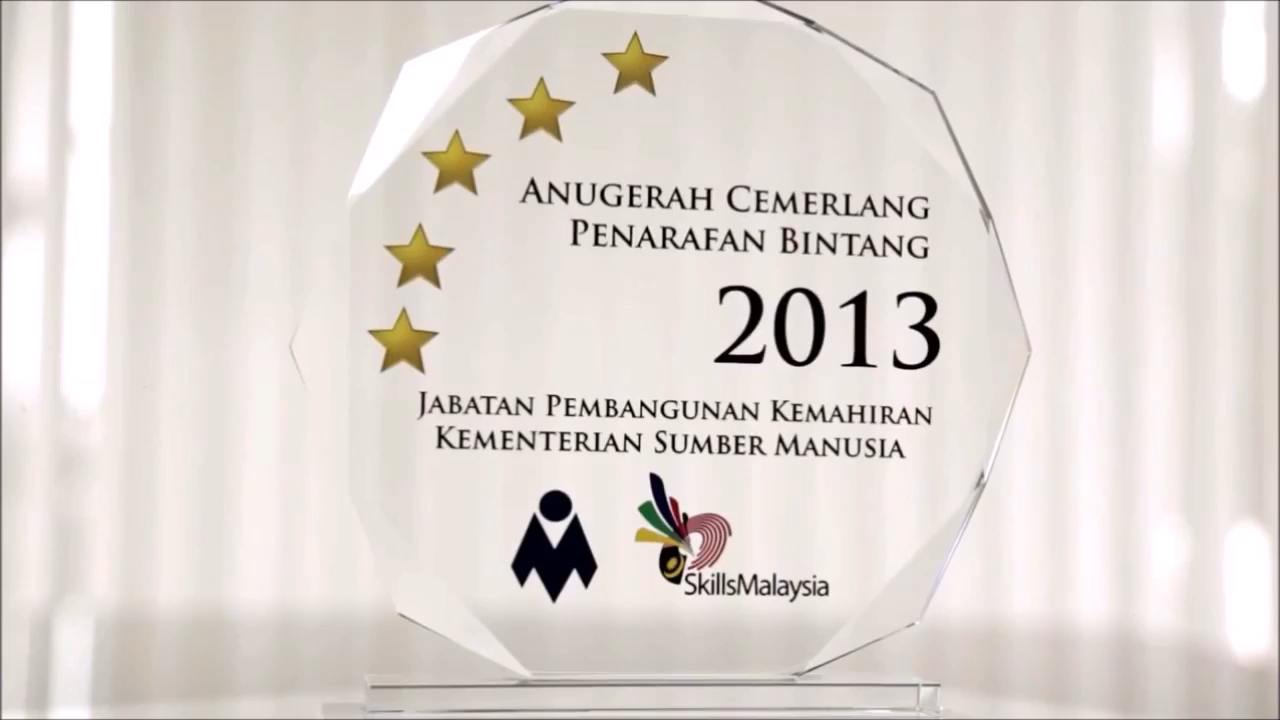 ANUGERAH CEMERLANG
PENARAFAN BINTANG
2013
JABATAN PEMBANGUNAN KEMAHIRAN
KEMENTERIAN SUMBER MANUSIA
SkillsMalaysia